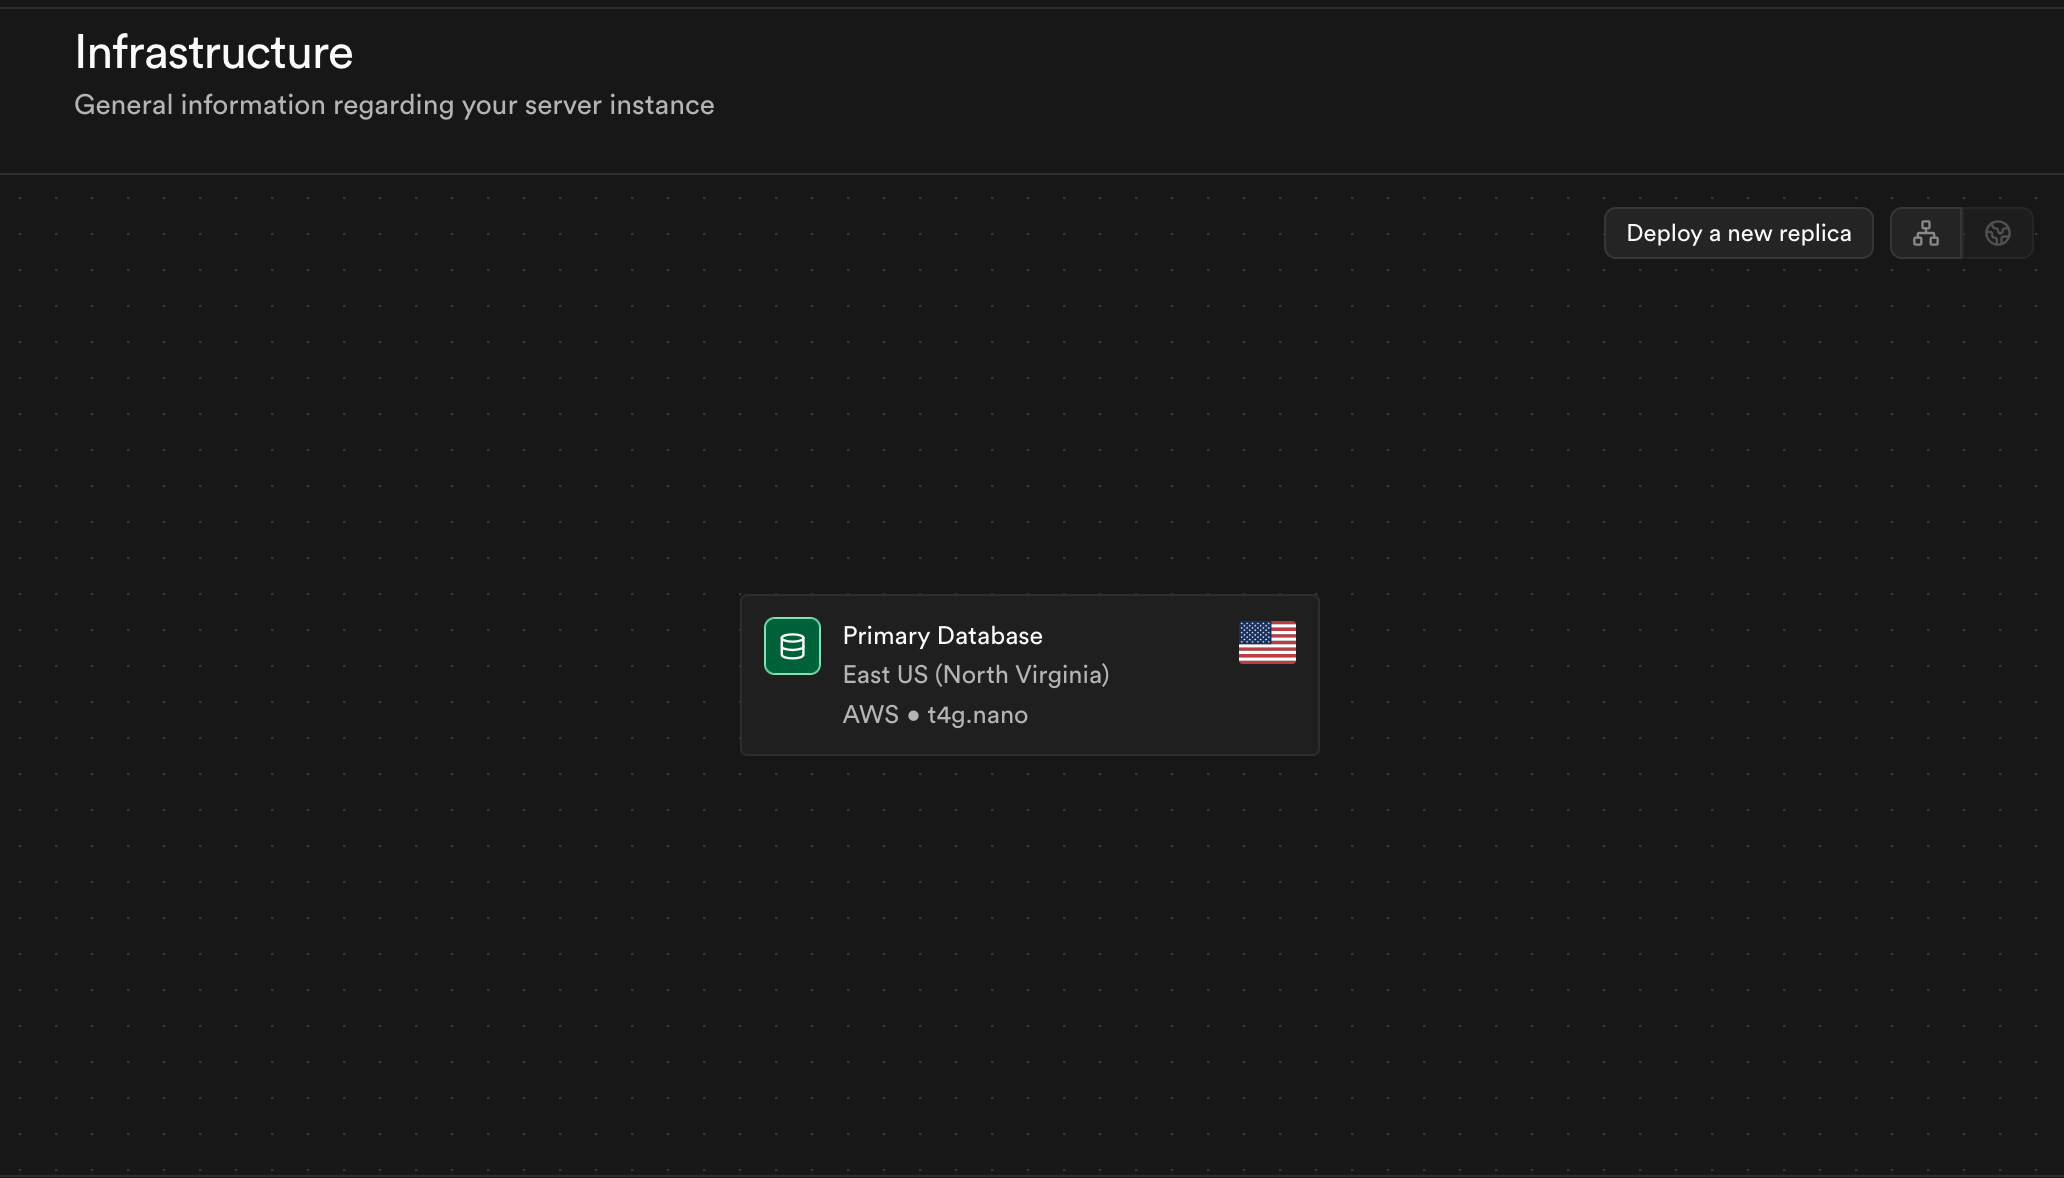 Infrastructure
General information regarding your server instance
Deploy a new replica
Primary Database
East US (North Virginia)
AWS • t4g.nano